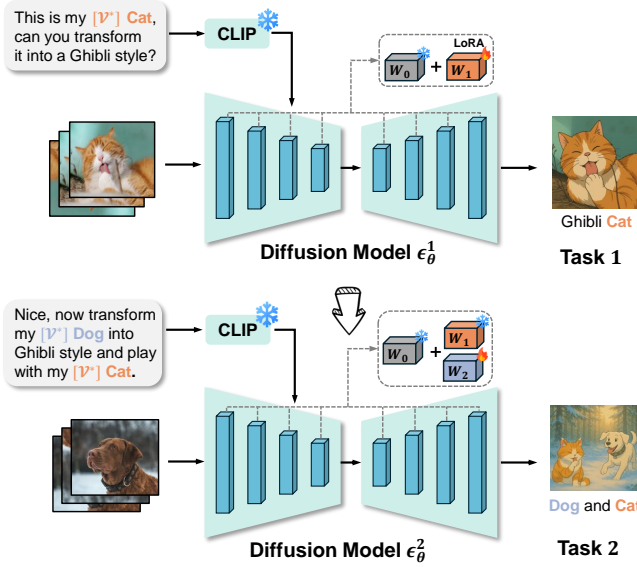 This is my [𝒱*] Cat,
can you transform
it into a Ghibli style?
CLIP
LoRA
W₀ + W₁
Ghibli Cat
Diffusion Model ϵ¹_θ
Task 1
Nice, now transform
my [𝒱*] Dog into
Ghibli style and play
with my [𝒱*] Cat.
CLIP
W₀ + W₁
W₂
Dog and Cat
Diffusion Model ϵ²_θ
Task 2